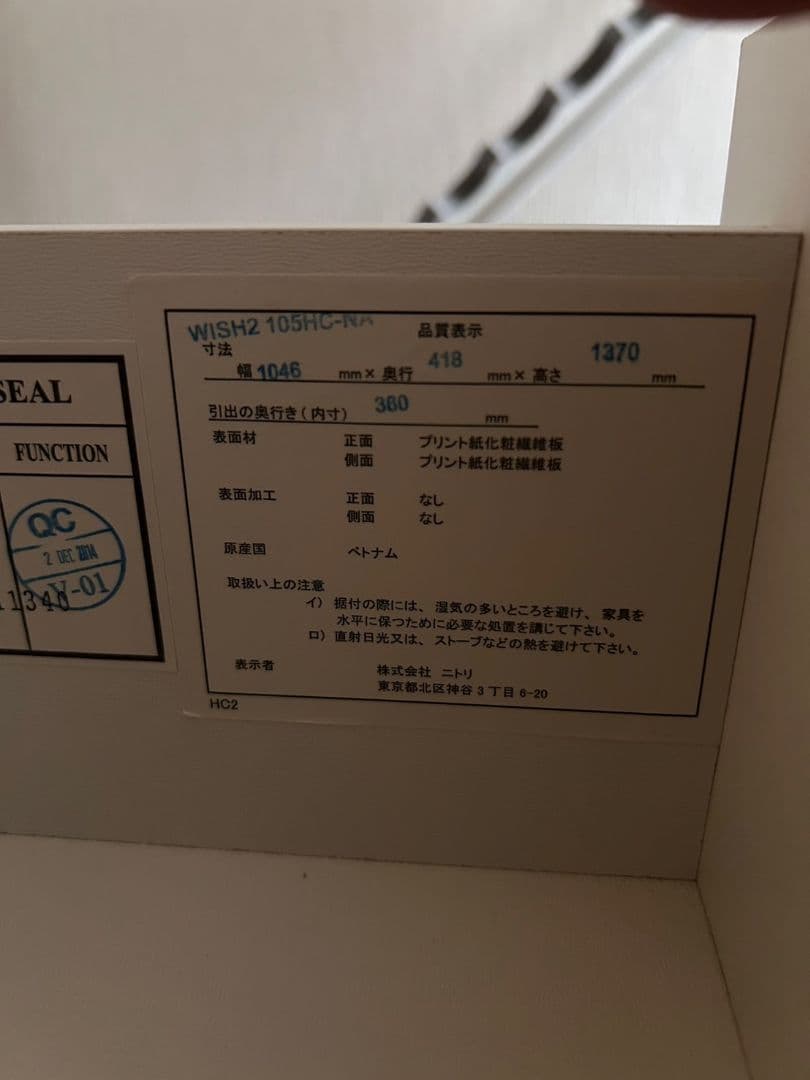 SEAL
FUNCTION
QC
2 DEC 2014
V-01
11340
WISH2 105HC-NA 品質表示
寸法
幅 1046 mm× 奥行 418 mm× 高さ 1370 mm
引出の奥行き(内寸) 360 mm
表面材 正面 プリント紙化粧繊維板
側面 プリント紙化粧繊維板
表面加工 正面 なし
側面 なし
原産国 ベトナム
取扱い上の注意
イ) 据付の際には、湿気の多いところを避け、家具を
水平に保つために必要な処置を講じて下さい。
ロ) 直射日光又は、ストーブなどの熱を避けて下さい。
表示者 株式会社 ニトリ
東京都北区神谷3丁目6-20
HC2